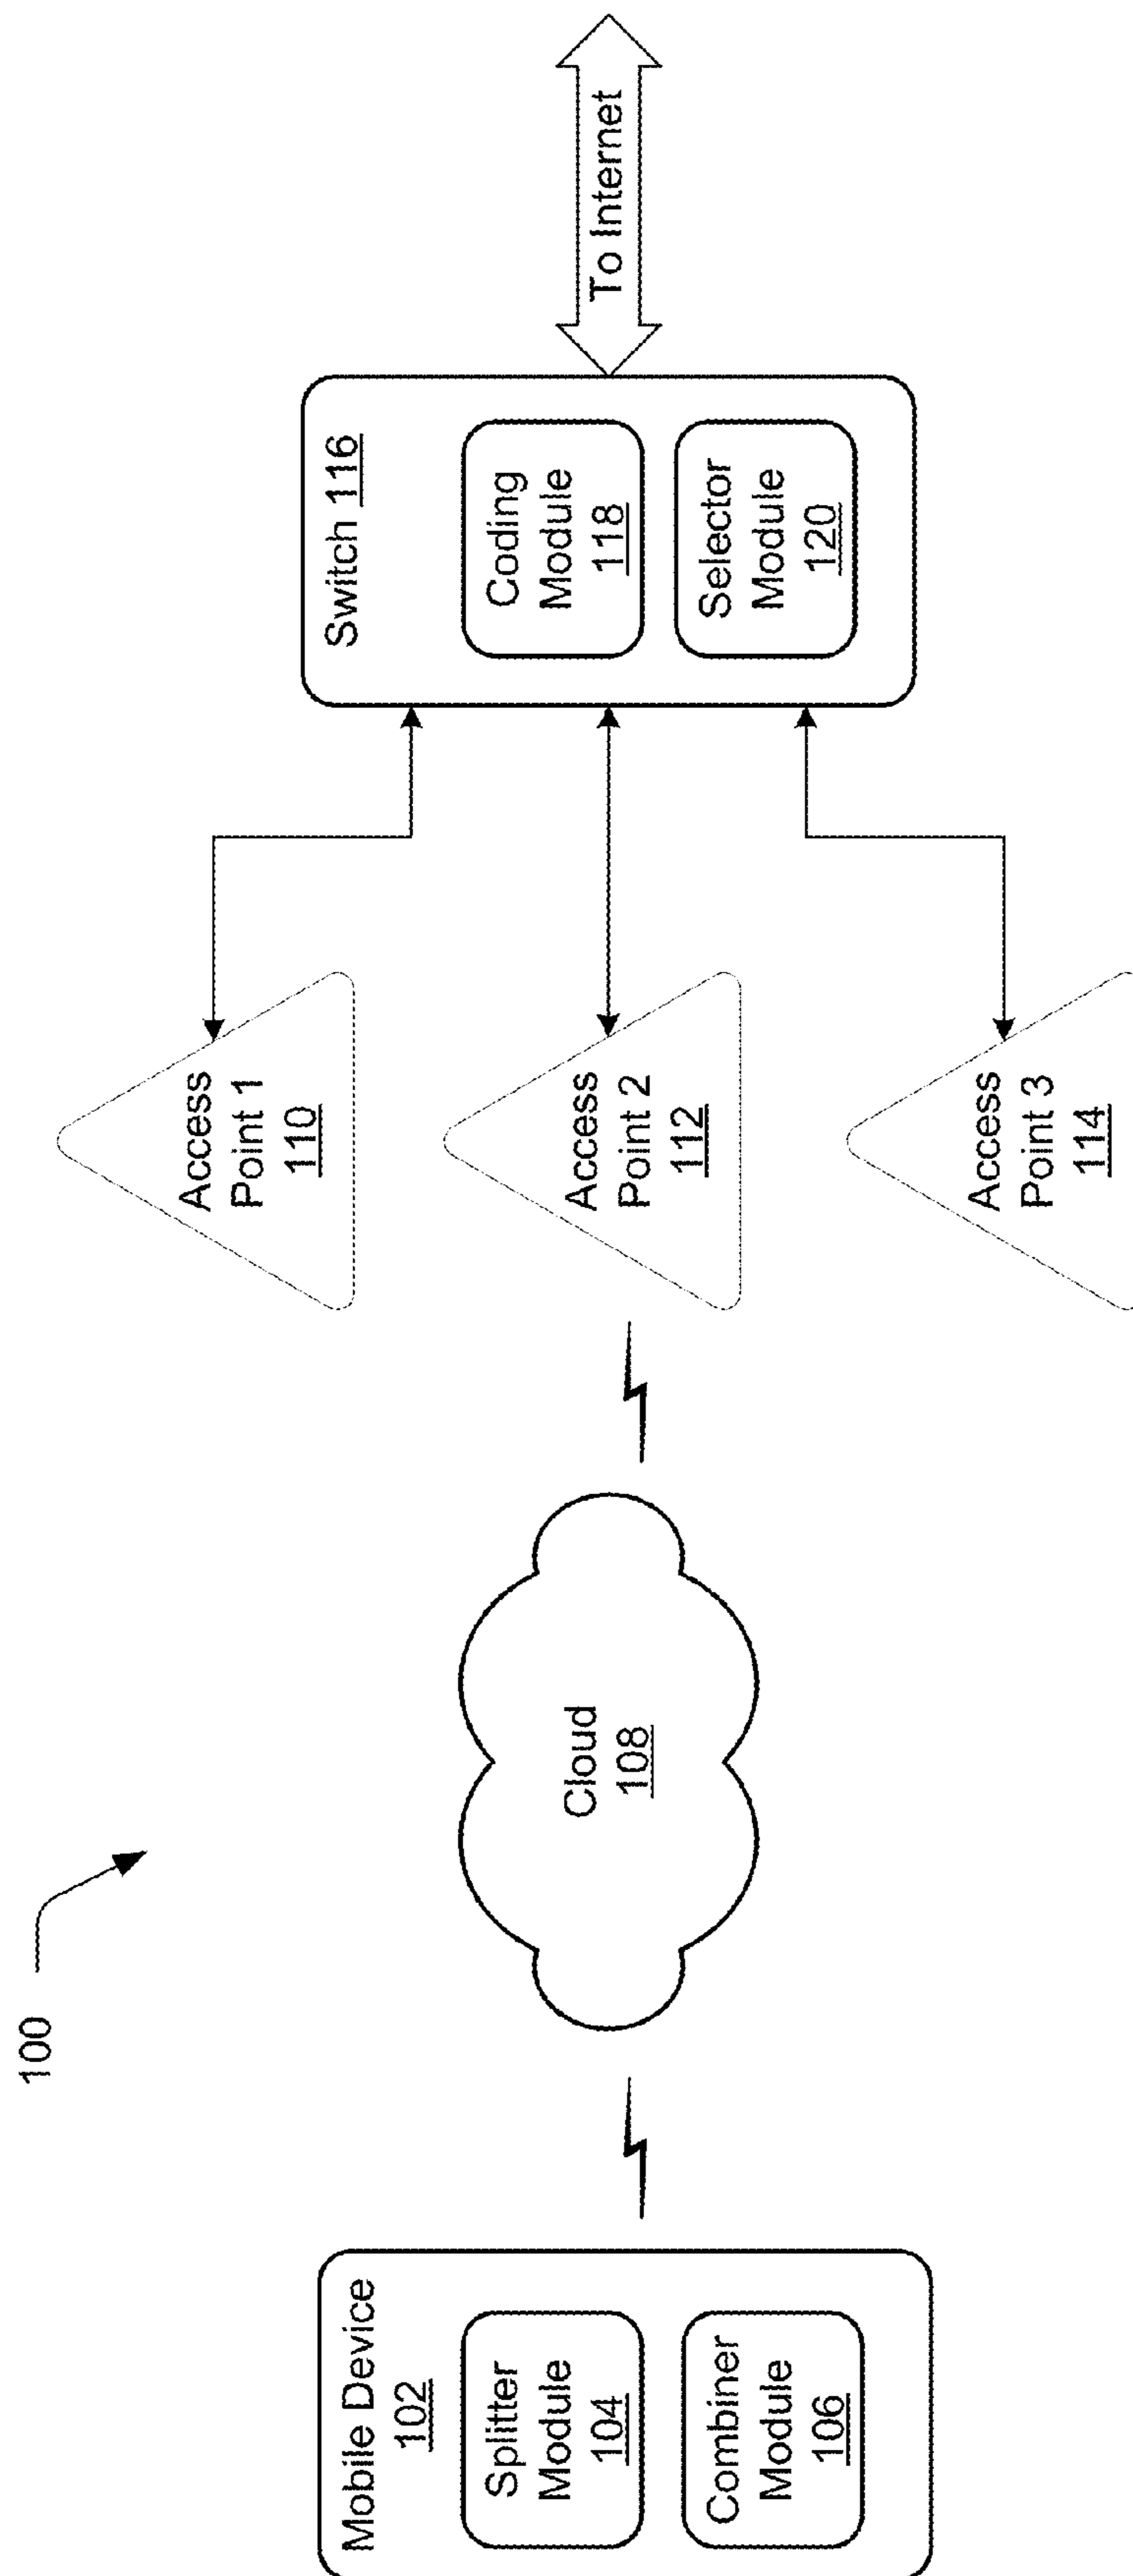 100
Mobile Device
102
Splitter
Module
104
Combiner
Module
106
Cloud
108
Access
Point 1
110
Access
Point 2
112
Access
Point 3
114
Switch 116
Coding
Module
118
Selector
Module
120
To Internet